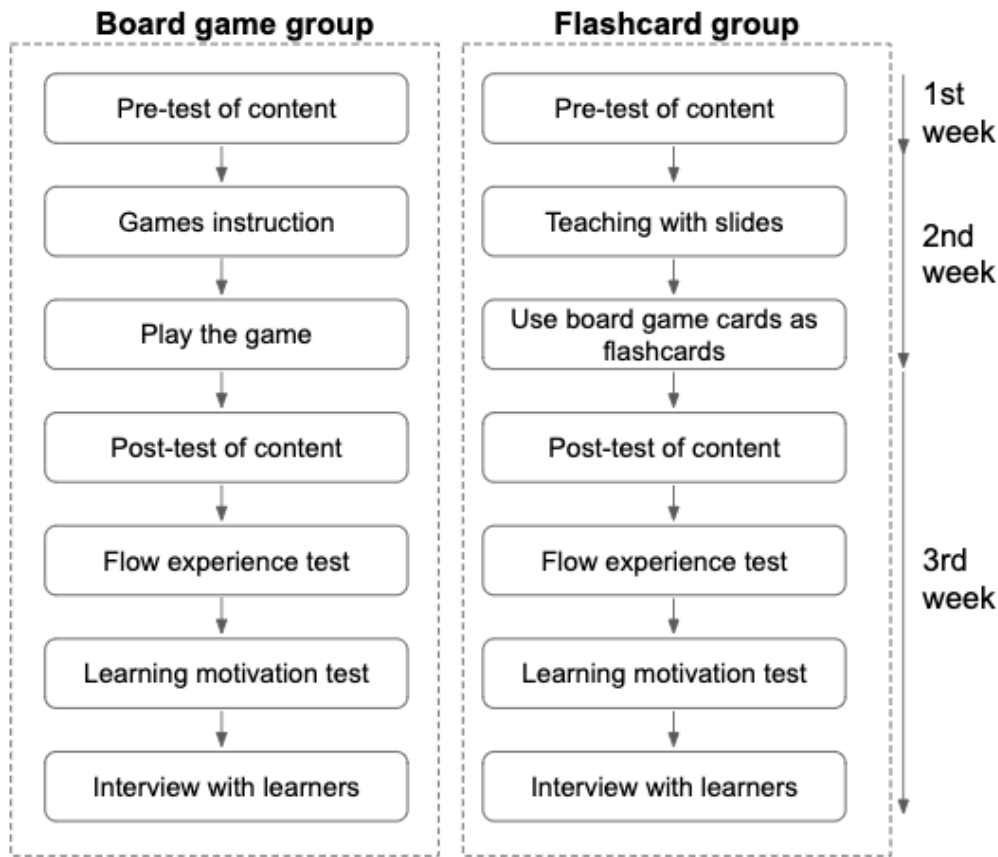 Board game group
Pre-test of content
Games instruction
Play the game
Post-test of content
Flow experience test
Learning motivation test
Interview with learners
Flashcard group
Pre-test of content
Teaching with slides
Use board game cards as
flashcards
Post-test of content
Flow experience test
Learning motivation test
Interview with learners
1st
week
2nd
week
3rd
week